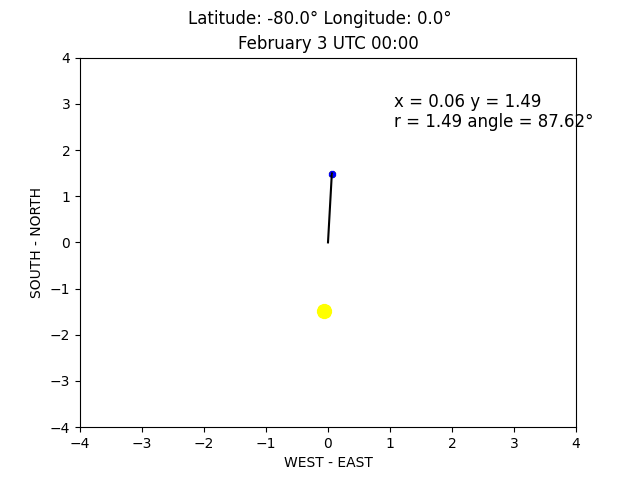 Latitude: -80.0° Longitude: 0.0°
February 3 UTC 00:00
x = 0.06 y = 1.49
r = 1.49 angle = 87.62°
4
3
2
1
0
−1
−2
−3
−4
SOUTH - NORTH
−4 −3 −2 −1 0 1 2 3 4
WEST - EAST